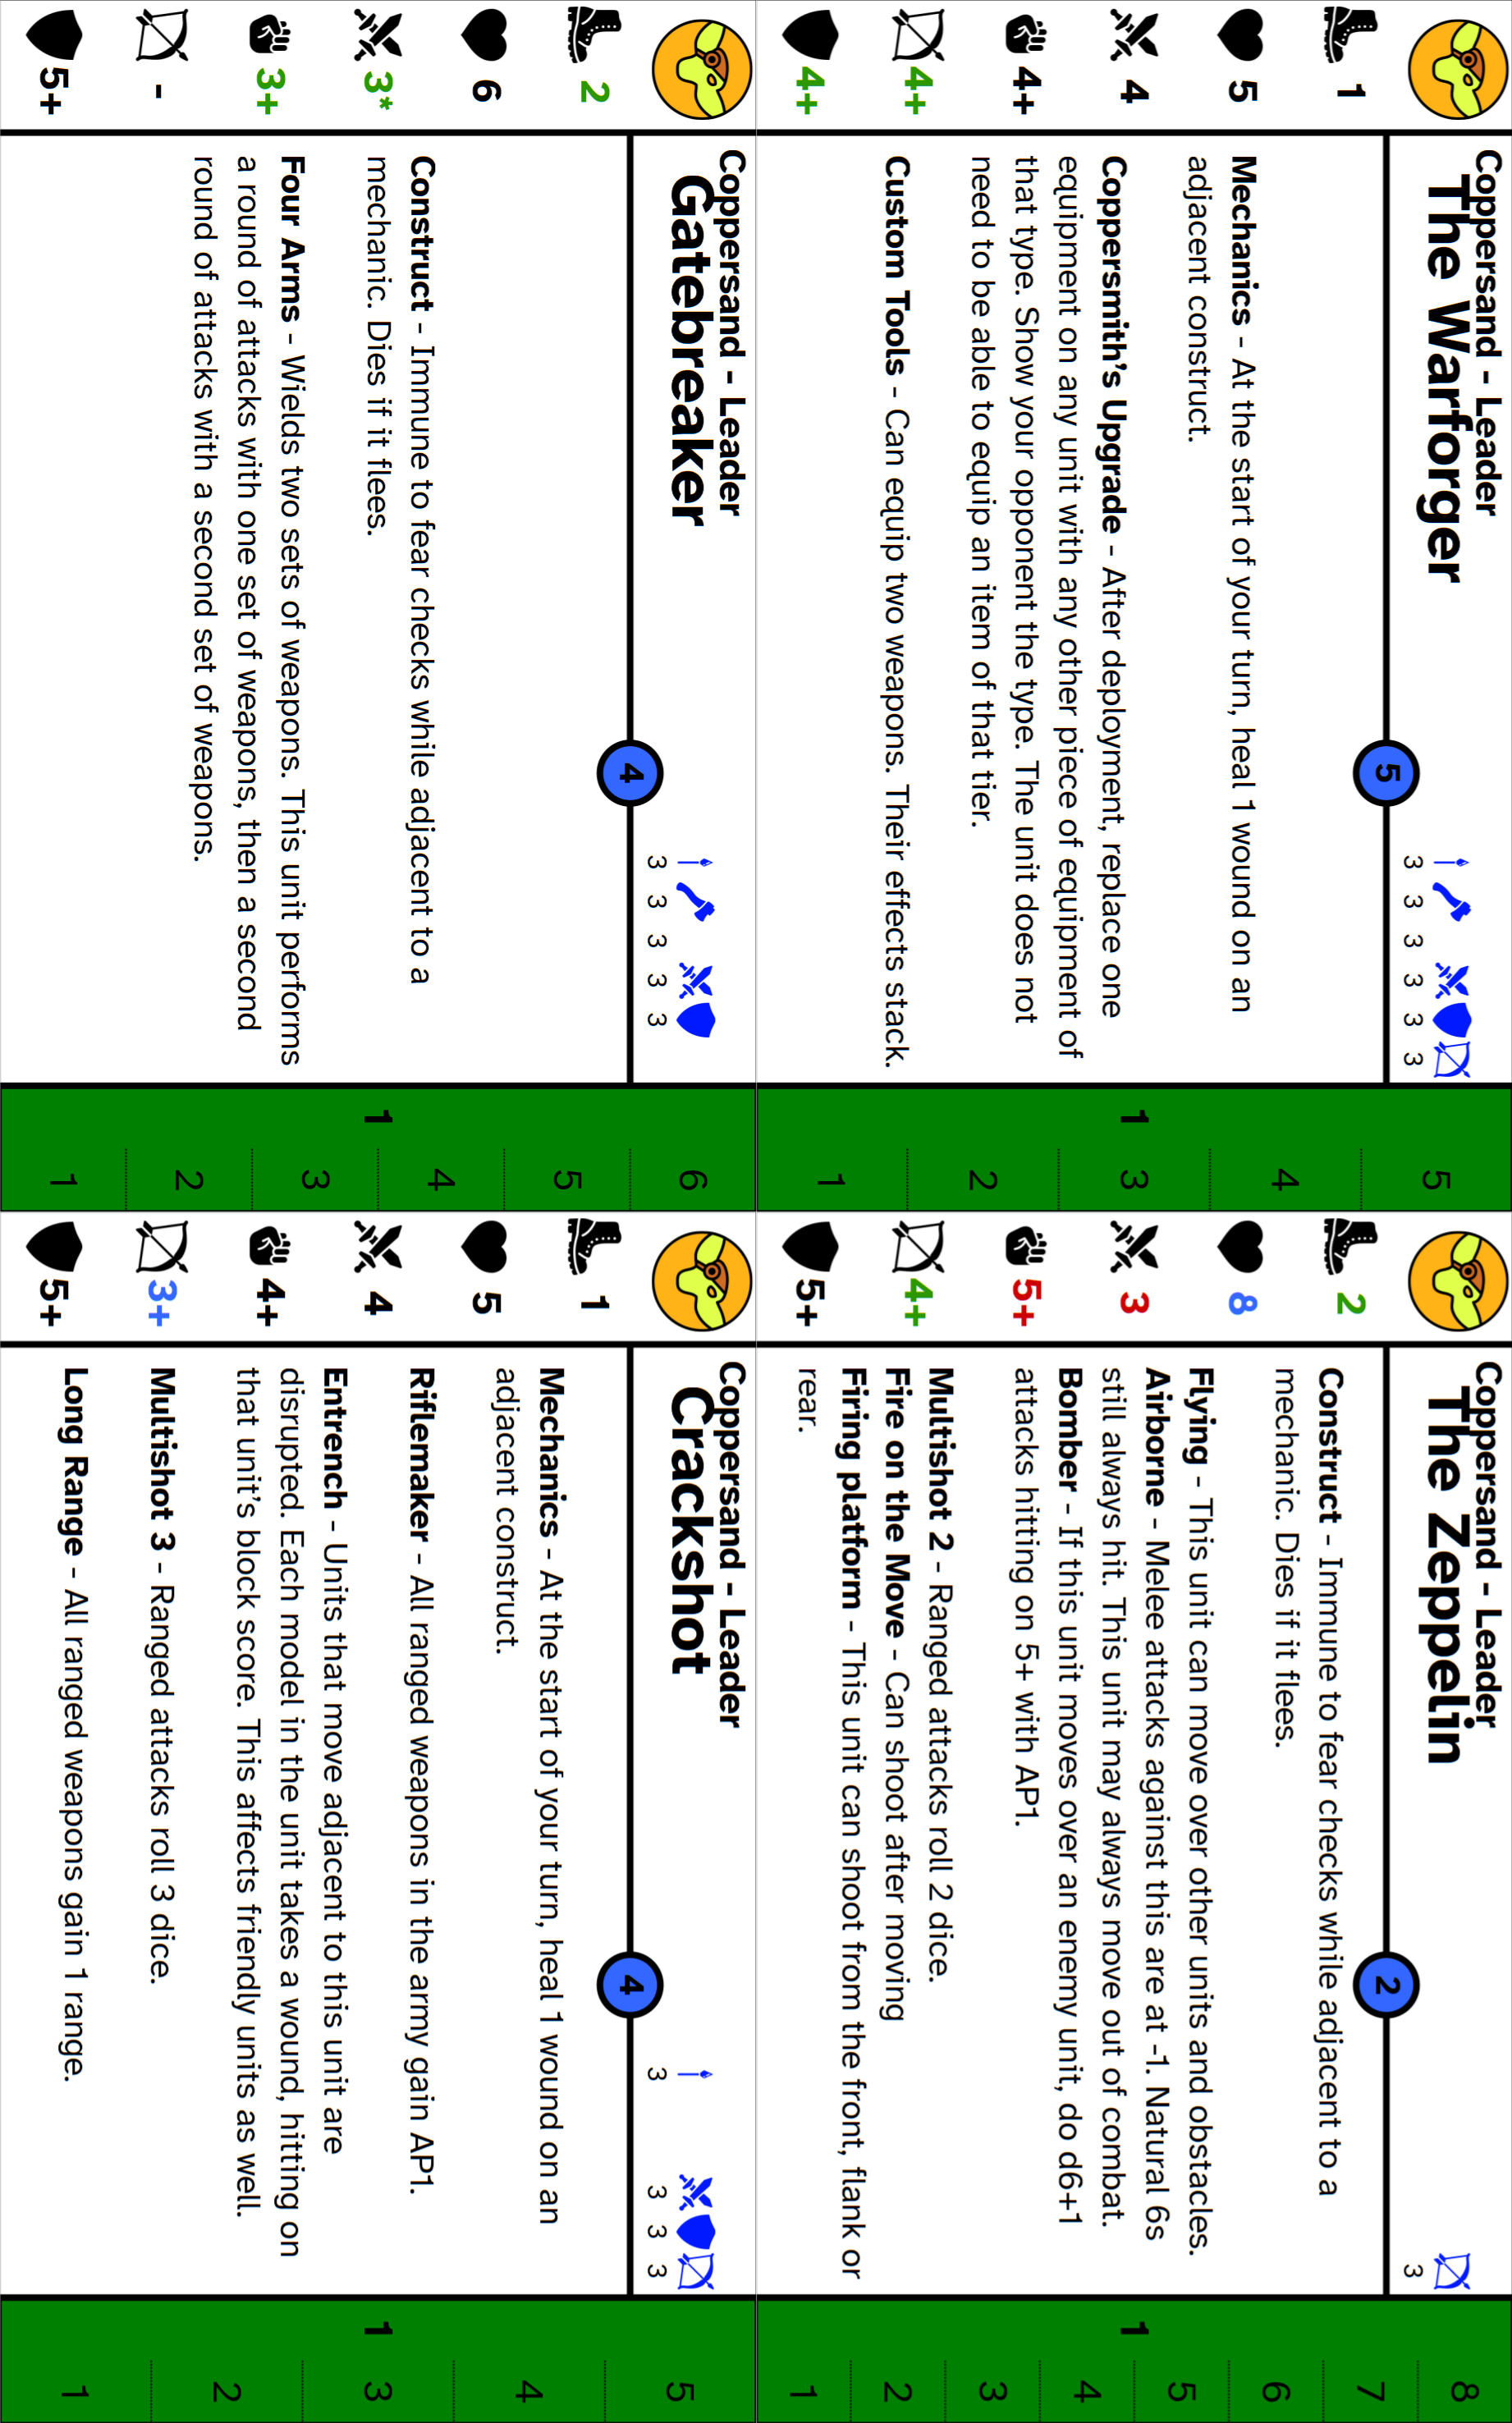 Coppersand - Leader
The Warforger
5
3 3 3 3 3 3
1
5
4
4+
4+
4+
Mechanics - At the start of your turn, heal 1 wound on an
adjacent construct.
Coppersmith's Upgrade - After deployment, replace one
equipment on any unit with any other piece of equipment of
that type. Show your opponent the type. The unit does not
need to be able to equip an item of that tier.
Custom Tools - Can equip two weapons. Their effects stack.
1
5
4
3
2
1
Coppersand - Leader
The Zeppelin
2
3
2
8
3
5+
4+
5+
Construct - Immune to fear checks while adjacent to a
mechanic. Dies if it flees.
Flying - This unit can move over other units and obstacles.
Airborne - Melee attacks against this are at -1. Natural 6s
still always hit. This unit may always move out of combat.
Bomber - If this unit moves over an enemy unit, do d6+1
attacks hitting on 5+ with AP1.
Multishot 2 - Ranged attacks roll 2 dice.
Fire on the Move - Can shoot after moving
Firing platform - This unit can shoot from the front, flank or
rear.
1
8
7
6
5
4
3
2
1
Coppersand - Leader
Gatebreaker
4
3 3 3 3 3
2
6
3*
3+
-
5+
Construct - Immune to fear checks while adjacent to a
mechanic. Dies if it flees.
Four Arms - Wields two sets of weapons. This unit performs
a round of attacks with one set of weapons, then a second
round of attacks with a second set of weapons.
1
6
5
4
3
2
1
Coppersand - Leader
Crackshot
4
3 3 3 3
1
5
4
4+
3+
5+
Mechanics - At the start of your turn, heal 1 wound on an
adjacent construct.
Riflemaker - All ranged weapons in the army gain AP1.
Entrench - Units that move adjacent to this unit are
disrupted. Each model in the unit takes a wound, hitting on
that unit's block score. This affects friendly units as well.
Multishot 3 - Ranged attacks roll 3 dice.
Long Range - All ranged weapons gain 1 range.
1
5
4
3
2
1